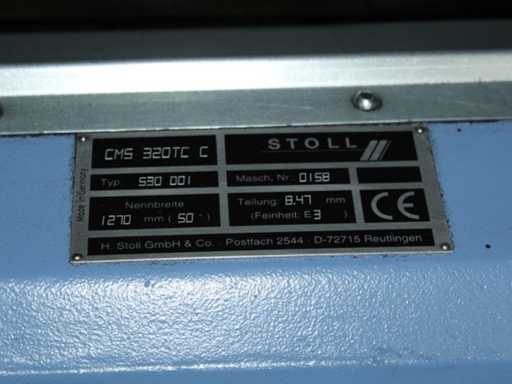 CMS 320TC C
STOLL
Typ 530 001
Masch. Nr. 0158
Nennbreite
1270 mm ( 50 " )
Teilung: 8.47 mm
(Feinheit: E 3 )
CE
H. Stoll GmbH & Co. · Postfach 2544 · D-72715 Reutlingen
Made in Germany